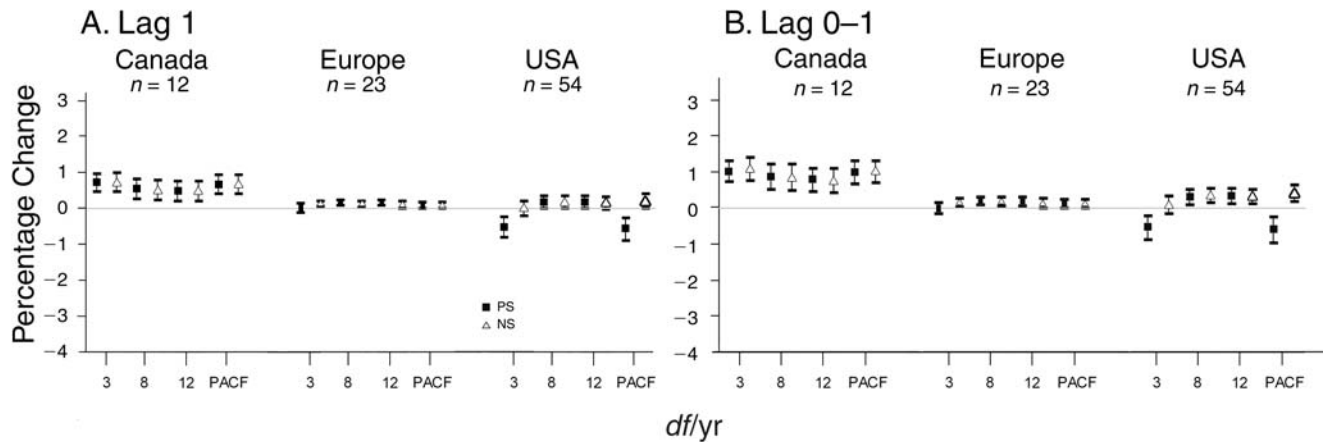 A. Lag 1
Canada
n = 12
Europe
n = 23
USA
n = 54
Percentage Change
3
2
1
0
−1
−2
−3
−4
■ PS
△ NS
3 8 12 PACF 3 8 12 PACF 3 8 12 PACF
B. Lag 0–1
Canada
n = 12
Europe
n = 23
USA
n = 54
3
2
1
0
−1
−2
−3
−4
3 8 12 PACF 3 8 12 PACF 3 8 12 PACF
df/yr